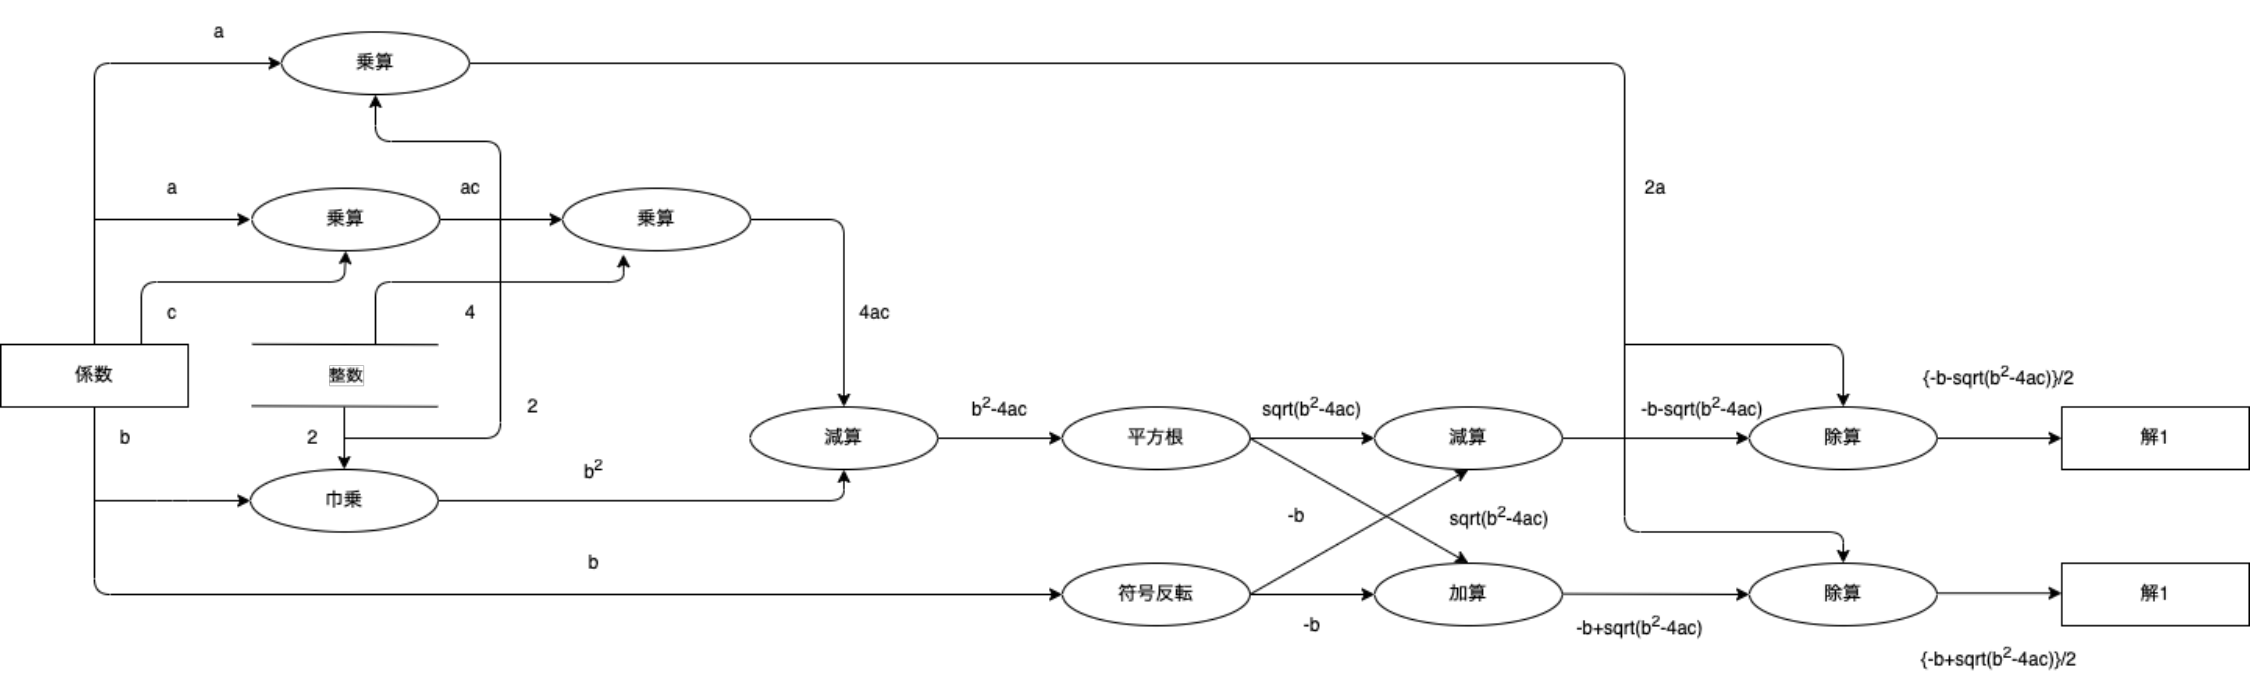 a
乗算
a
乗算
ac
乗算
2a
c
4
4ac
係数
整数
{-b-sqrt(b²-4ac)}/2
b
2
2
b²-4ac
sqrt(b²-4ac)
-b-sqrt(b²-4ac)
減算
平方根
減算
除算
解1
b²
巾乗
-b
sqrt(b²-4ac)
b
符号反転
加算
除算
解1
-b
-b+sqrt(b²-4ac)
{-b+sqrt(b²-4ac)}/2